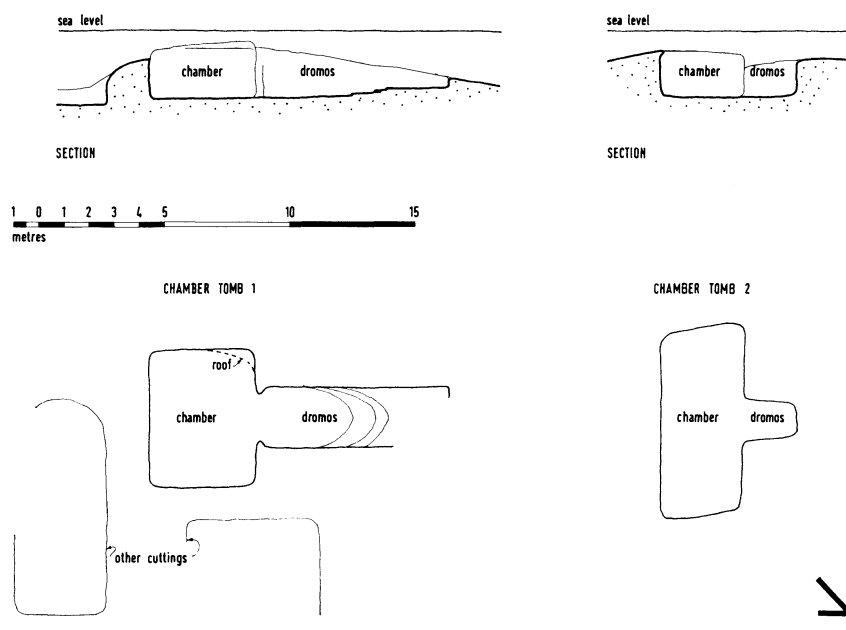 sea level
chamber
dromos
SECTION
sea level
chamber
dromos
SECTION
1 0 1 2 3 4 5 10 15
metres
CHAMBER TOMB 1
CHAMBER TOMB 2
roof
chamber
dromos
chamber
dromos
other cuttings